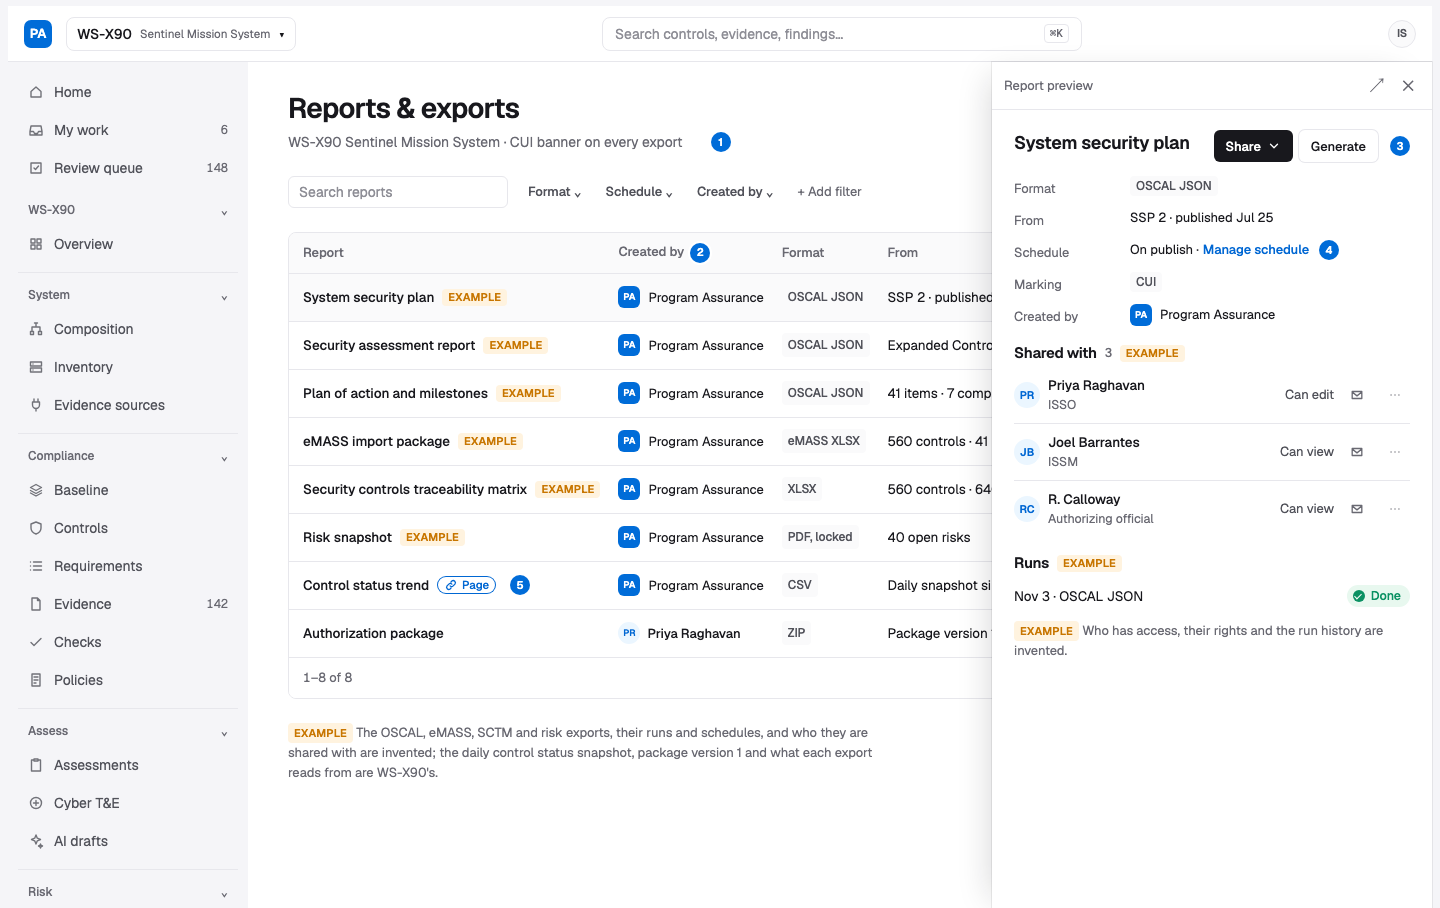 PA WS-X90 Sentinel Mission System
Search controls, evidence, findings... ⌘K
IS
Home
My work 6
Review queue 148
WS-X90
Overview
System
Composition
Inventory
Evidence sources
Compliance
Baseline
Controls
Requirements
Evidence 142
Checks
Policies
Assess
Assessments
Cyber T&E
AI drafts
Risk
Reports & exports
WS-X90 Sentinel Mission System · CUI banner on every export 1
Search reports Format Schedule Created by + Add filter
Report Created by 2 Format From
System security plan EXAMPLE PA Program Assurance OSCAL JSON SSP 2 · published
Security assessment report EXAMPLE PA Program Assurance OSCAL JSON Expanded Contro
Plan of action and milestones EXAMPLE PA Program Assurance OSCAL JSON 41 items · 7 comp
eMASS import package EXAMPLE PA Program Assurance eMASS XLSX 560 controls · 41
Security controls traceability matrix EXAMPLE PA Program Assurance XLSX 560 controls · 64
Risk snapshot EXAMPLE PA Program Assurance PDF, locked 40 open risks
Control status trend Page 5 PA Program Assurance CSV Daily snapshot si
Authorization package PR Priya Raghavan ZIP Package version
1–8 of 8
EXAMPLE The OSCAL, eMASS, SCTM and risk exports, their runs and schedules, and who they are
shared with are invented; the daily control status snapshot, package version 1 and what each export
reads from are WS-X90's.
Report preview
System security plan Share Generate 3
Format OSCAL JSON
From SSP 2 · published Jul 25
Schedule On publish · Manage schedule 4
Marking CUI
Created by PA Program Assurance
Shared with 3 EXAMPLE
PR Priya Raghavan
ISSO
Can edit
JB Joel Barrantes
ISSM
Can view
RC R. Calloway
Authorizing official
Can view
Runs EXAMPLE
Nov 3 · OSCAL JSON Done
EXAMPLE Who has access, their rights and the run history are
invented.